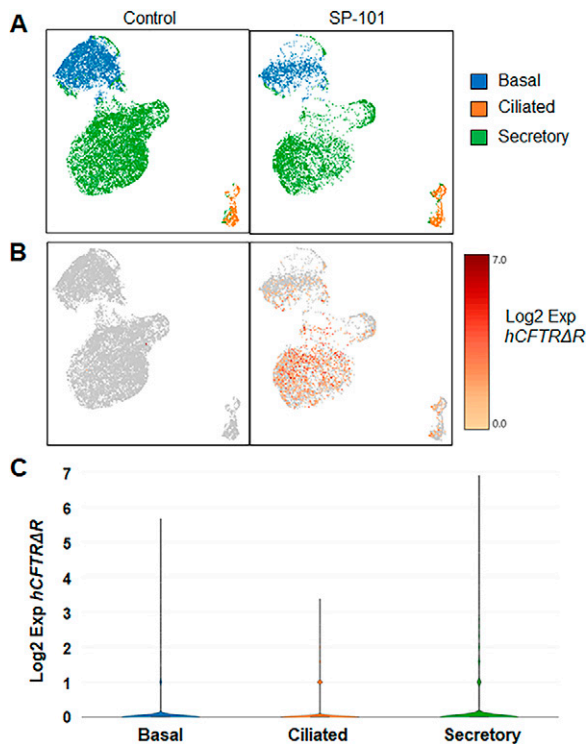 Control SP-101
A
Basal
Ciliated
Secretory
B
7.0
Log2 Exp
hCFTRΔR
0.0
C
7
6
5
4
3
2
1
0
Log2 Exp hCFTRΔR
Basal Ciliated Secretory